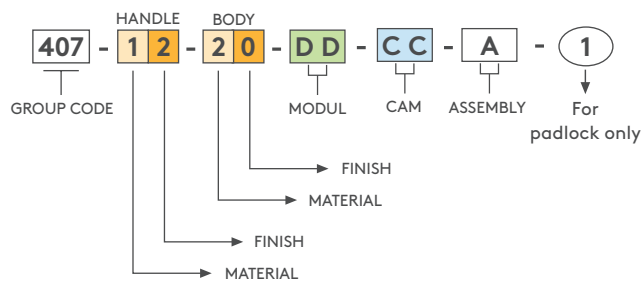 HANDLE BODY
407 - 1 2 - 2 0 - D D - C C - A - 1
GROUP CODE MODUL CAM ASSEMBLY For
padlock only
FINISH
MATERIAL
FINISH
MATERIAL